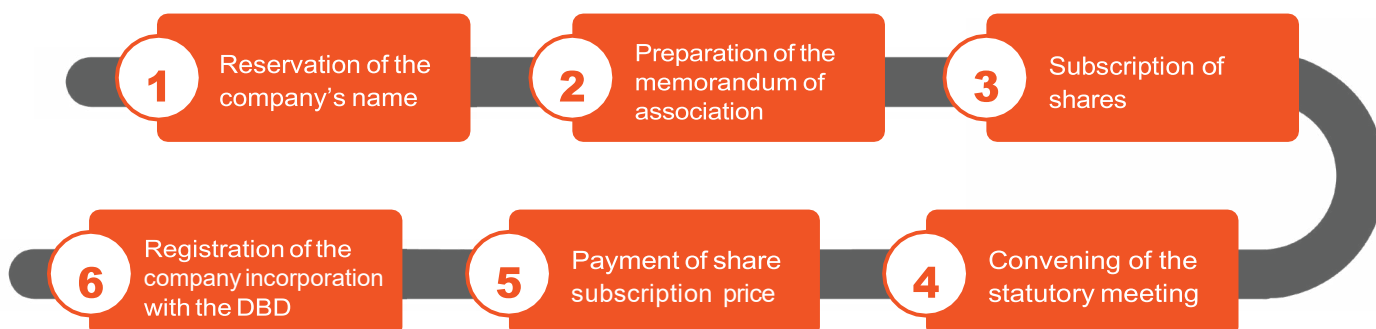 1
Reservation of the
company's name
2
Preparation of the
memorandum of
association
3
Subscription of
shares
4
Convening of the
statutory meeting
5
Payment of share
subscription price
6
Registration of the
company incorporation
with the DBD